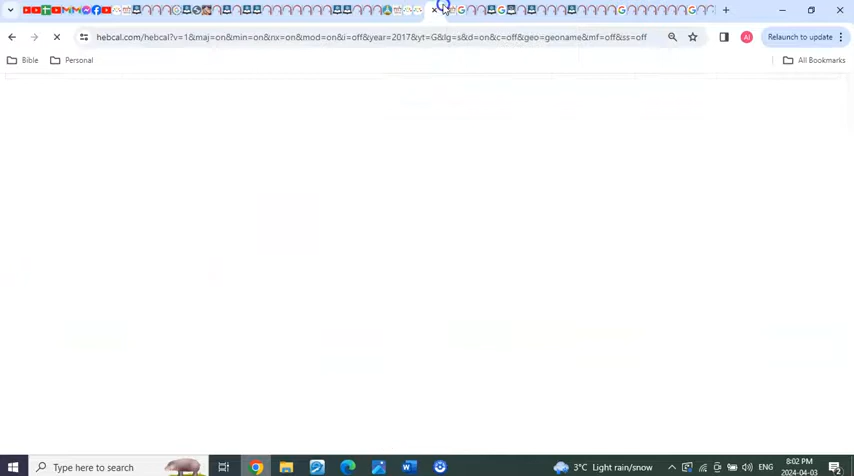 hebcal.com/hebcal?v=1&maj=on&min=on&nx=on&mod=on&i=off&year=2017&yt=G&lg=s&d=on&c=off&geo=geoname&mf=off&ss=off
AI
Relaunch to update
Bible
Personal
All Bookmarks
Type here to search
3°C Light rain/snow
ENG
8:02 PM
2024-04-03
2